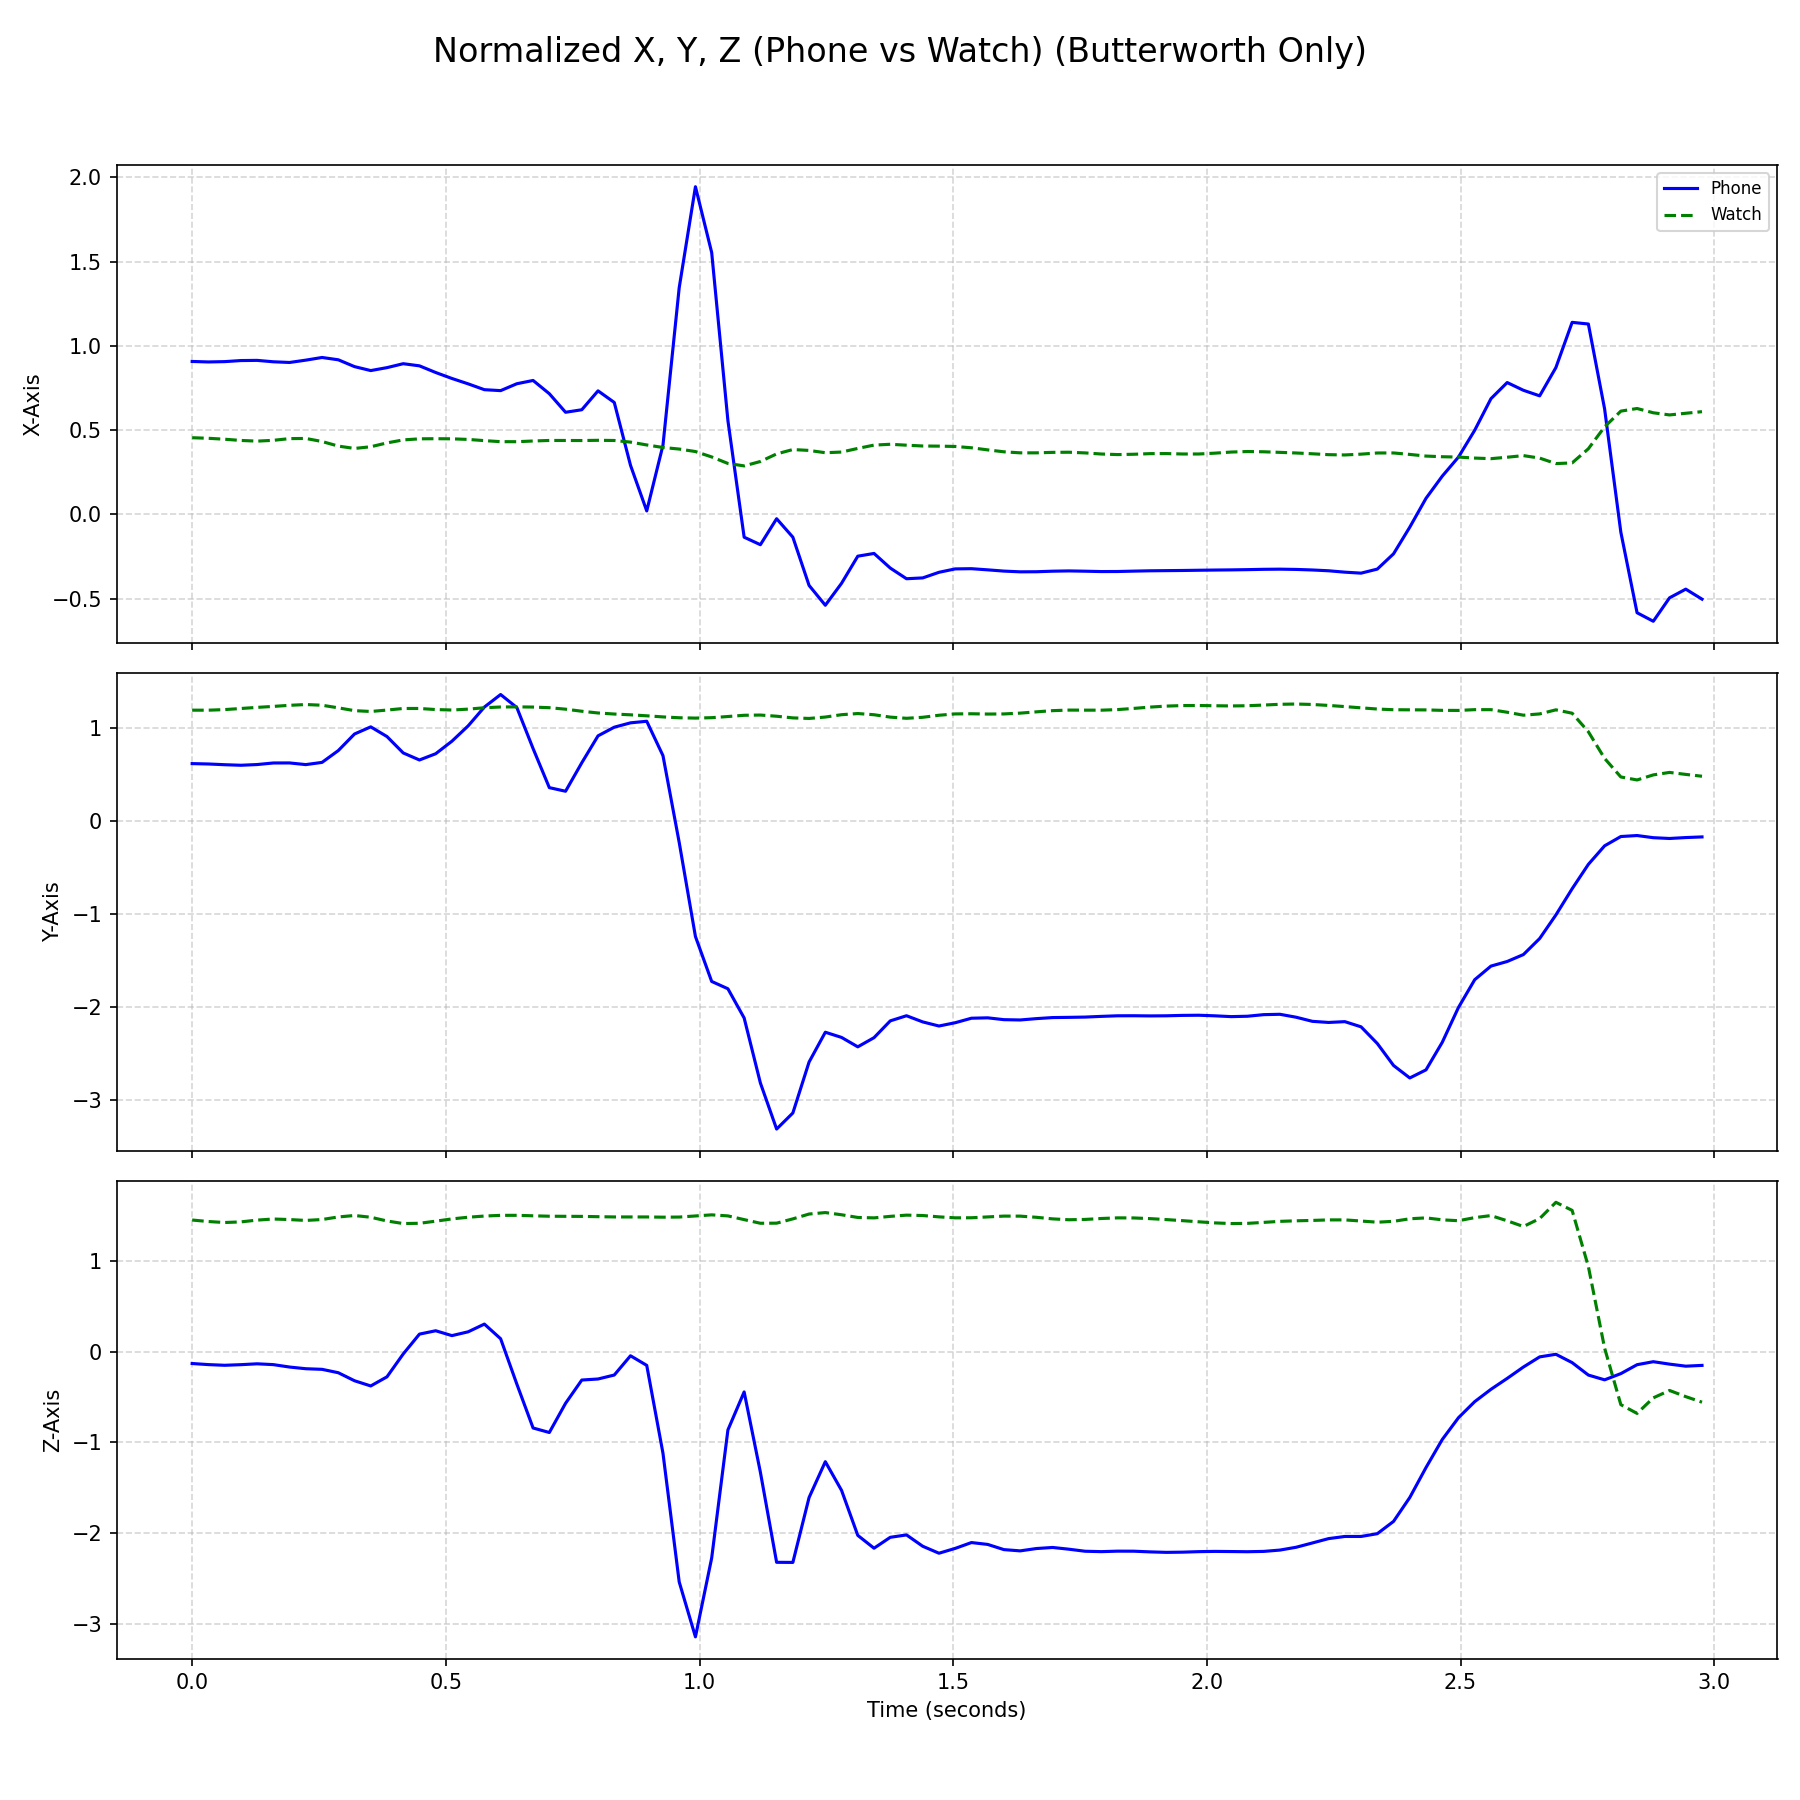 Normalized X, Y, Z (Phone vs Watch) (Butterworth Only)
Phone
Watch
X-Axis
2.0
1.5
1.0
0.5
0.0
−0.5
Y-Axis
1
0
−1
−2
−3
Z-Axis
1
0
−1
−2
−3
0.0 0.5 1.0 1.5 2.0 2.5 3.0
Time (seconds)